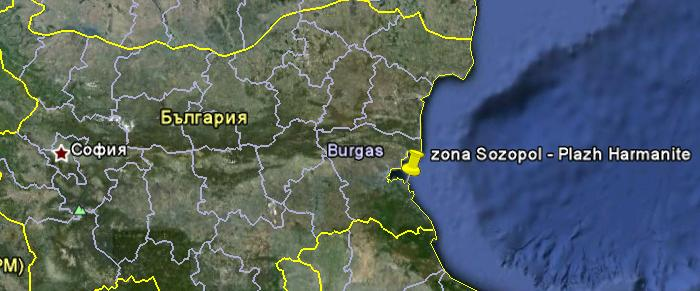 България
София
Burgas
zona Sozopol - Plazh Harmanite
PM)